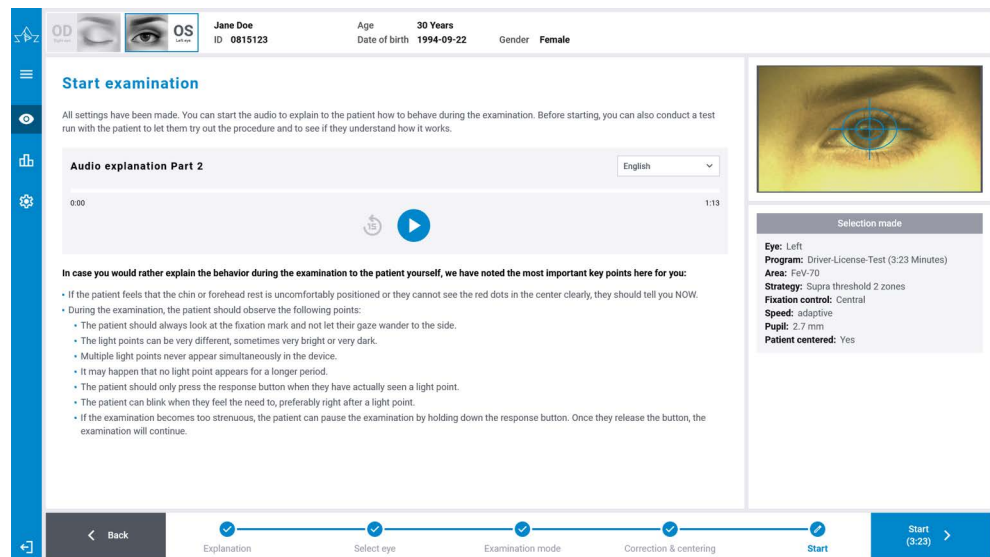 OD
OS
Left eye
Jane Doe
ID 0815123
Age 30 Years
Date of birth 1994-09-22
Gender Female
Start examination
All settings have been made. You can start the audio to explain to the patient how to behave during the examination. Before starting, you can also conduct a test
run with the patient to let them try out the procedure and to see if they understand how it works.
Audio explanation Part 2
English
0:00
1:13
15
In case you would rather explain the behavior during the examination to the patient yourself, we have noted the most important key points here for you:
• If the patient feels that the chin or forehead rest is uncomfortably positioned or they cannot see the red dots in the center clearly, they should tell you NOW.
• During the examination, the patient should observe the following points:
• The patient should always look at the fixation mark and not let their gaze wander to the side.
• The light points can be very different, sometimes very bright or very dark.
• Multiple light points never appear simultaneously in the device.
• It may happen that no light point appears for a longer period.
• The patient should only press the response button when they have actually seen a light point.
• The patient can blink when they feel the need to, preferably right after a light point.
• If the examination becomes too strenuous, the patient can pause the examination by holding down the response button. Once they release the button, the
examination will continue.
Selection made
Eye: Left
Program: Driver-License-Test (3:23 Minutes)
Area: FeV-70
Strategy: Supra threshold 2 zones
Fixation control: Central
Speed: adaptive
Pupil: 2.7 mm
Patient centered: Yes
Back
Explanation
Select eye
Examination mode
Correction & centering
Start
Start
(3:23)